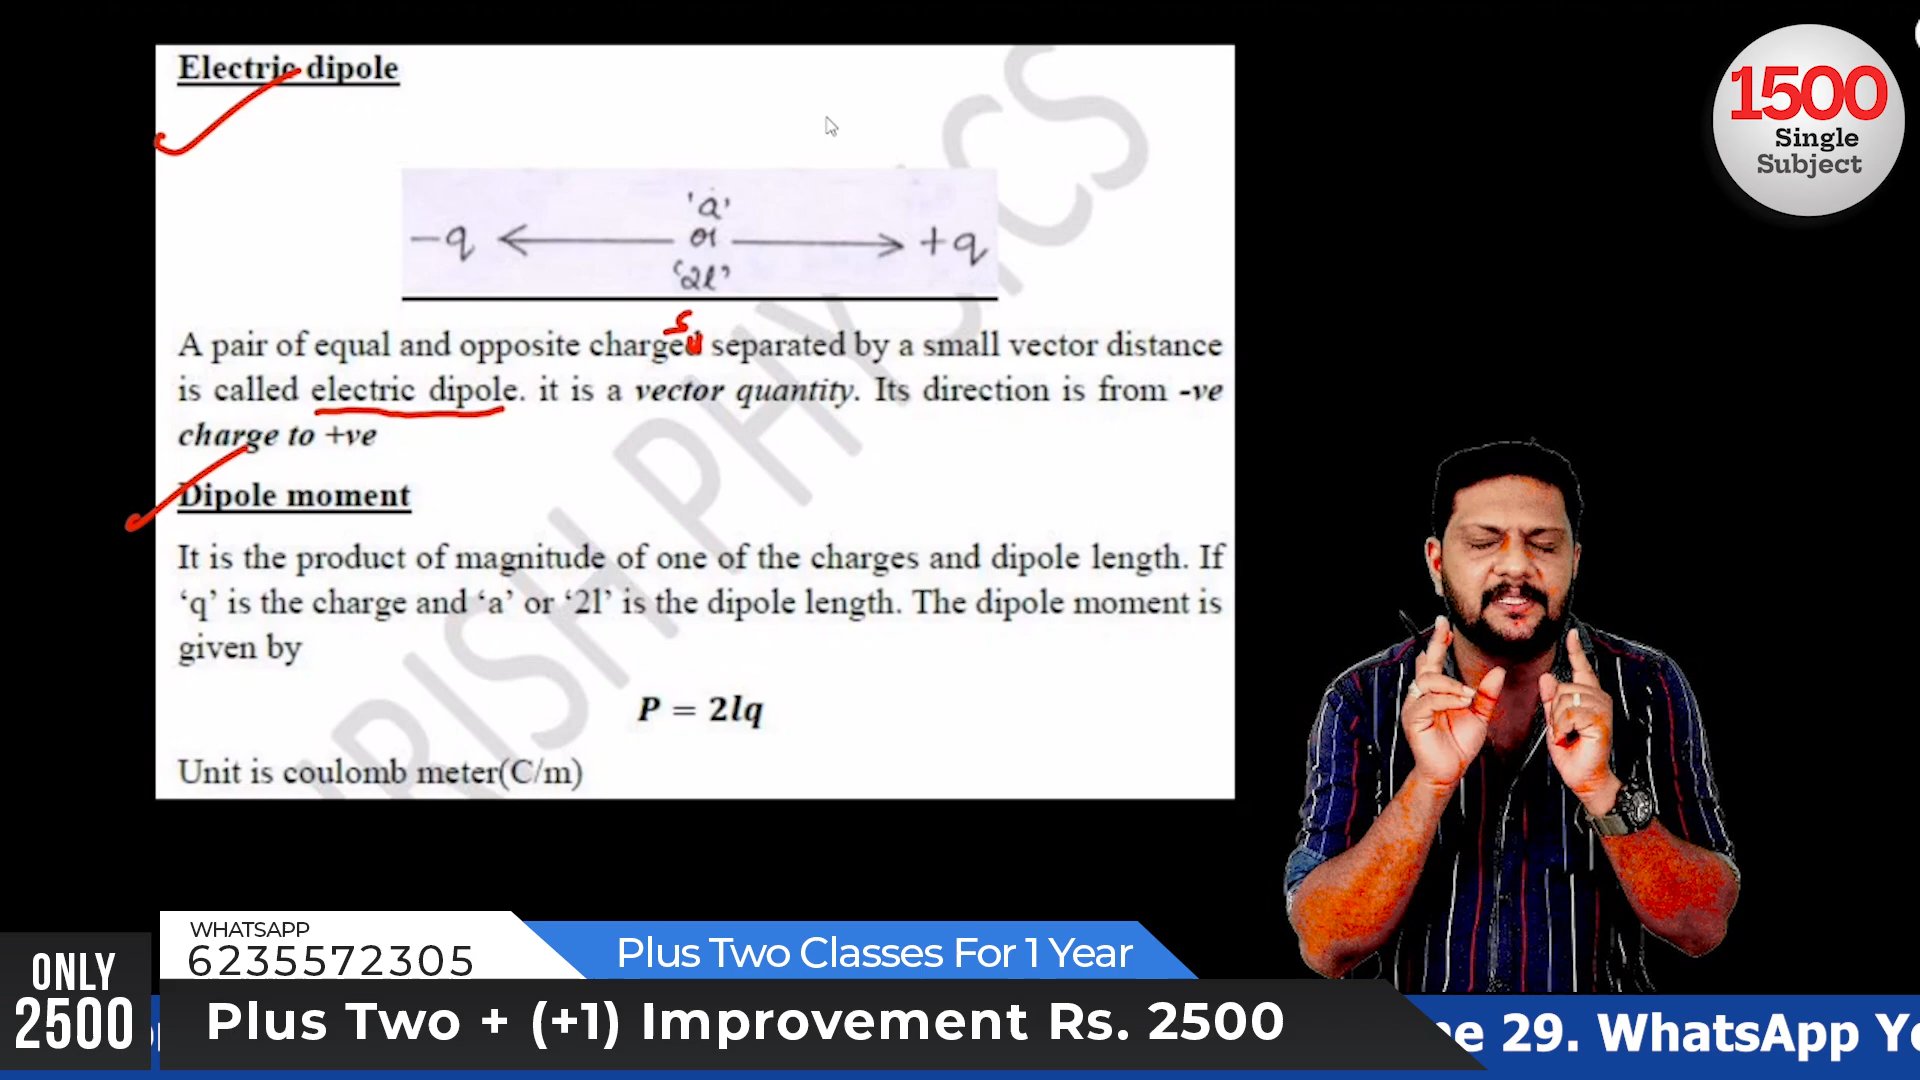 Electric dipole
1500
Single
Subject
'a'
or
-q +q
'2l'
s
A pair of equal and opposite charge separated by a small vector distance
is called electric dipole. it is a vector quantity. Its direction is from -ve
charge to +ve
Dipole moment
It is the product of magnitude of one of the charges and dipole length. If
‘q’ is the charge and ‘a’ or ‘2l’ is the dipole length. The dipole moment is
given by
P = 2lq
Unit is coulomb meter(C/m)
IRISH PHYSICS
WHATSAPP
6235572305
Plus Two Classes For 1 Year
ONLY
2500
Plus Two + (+1) Improvement Rs. 2500
29. WhatsApp